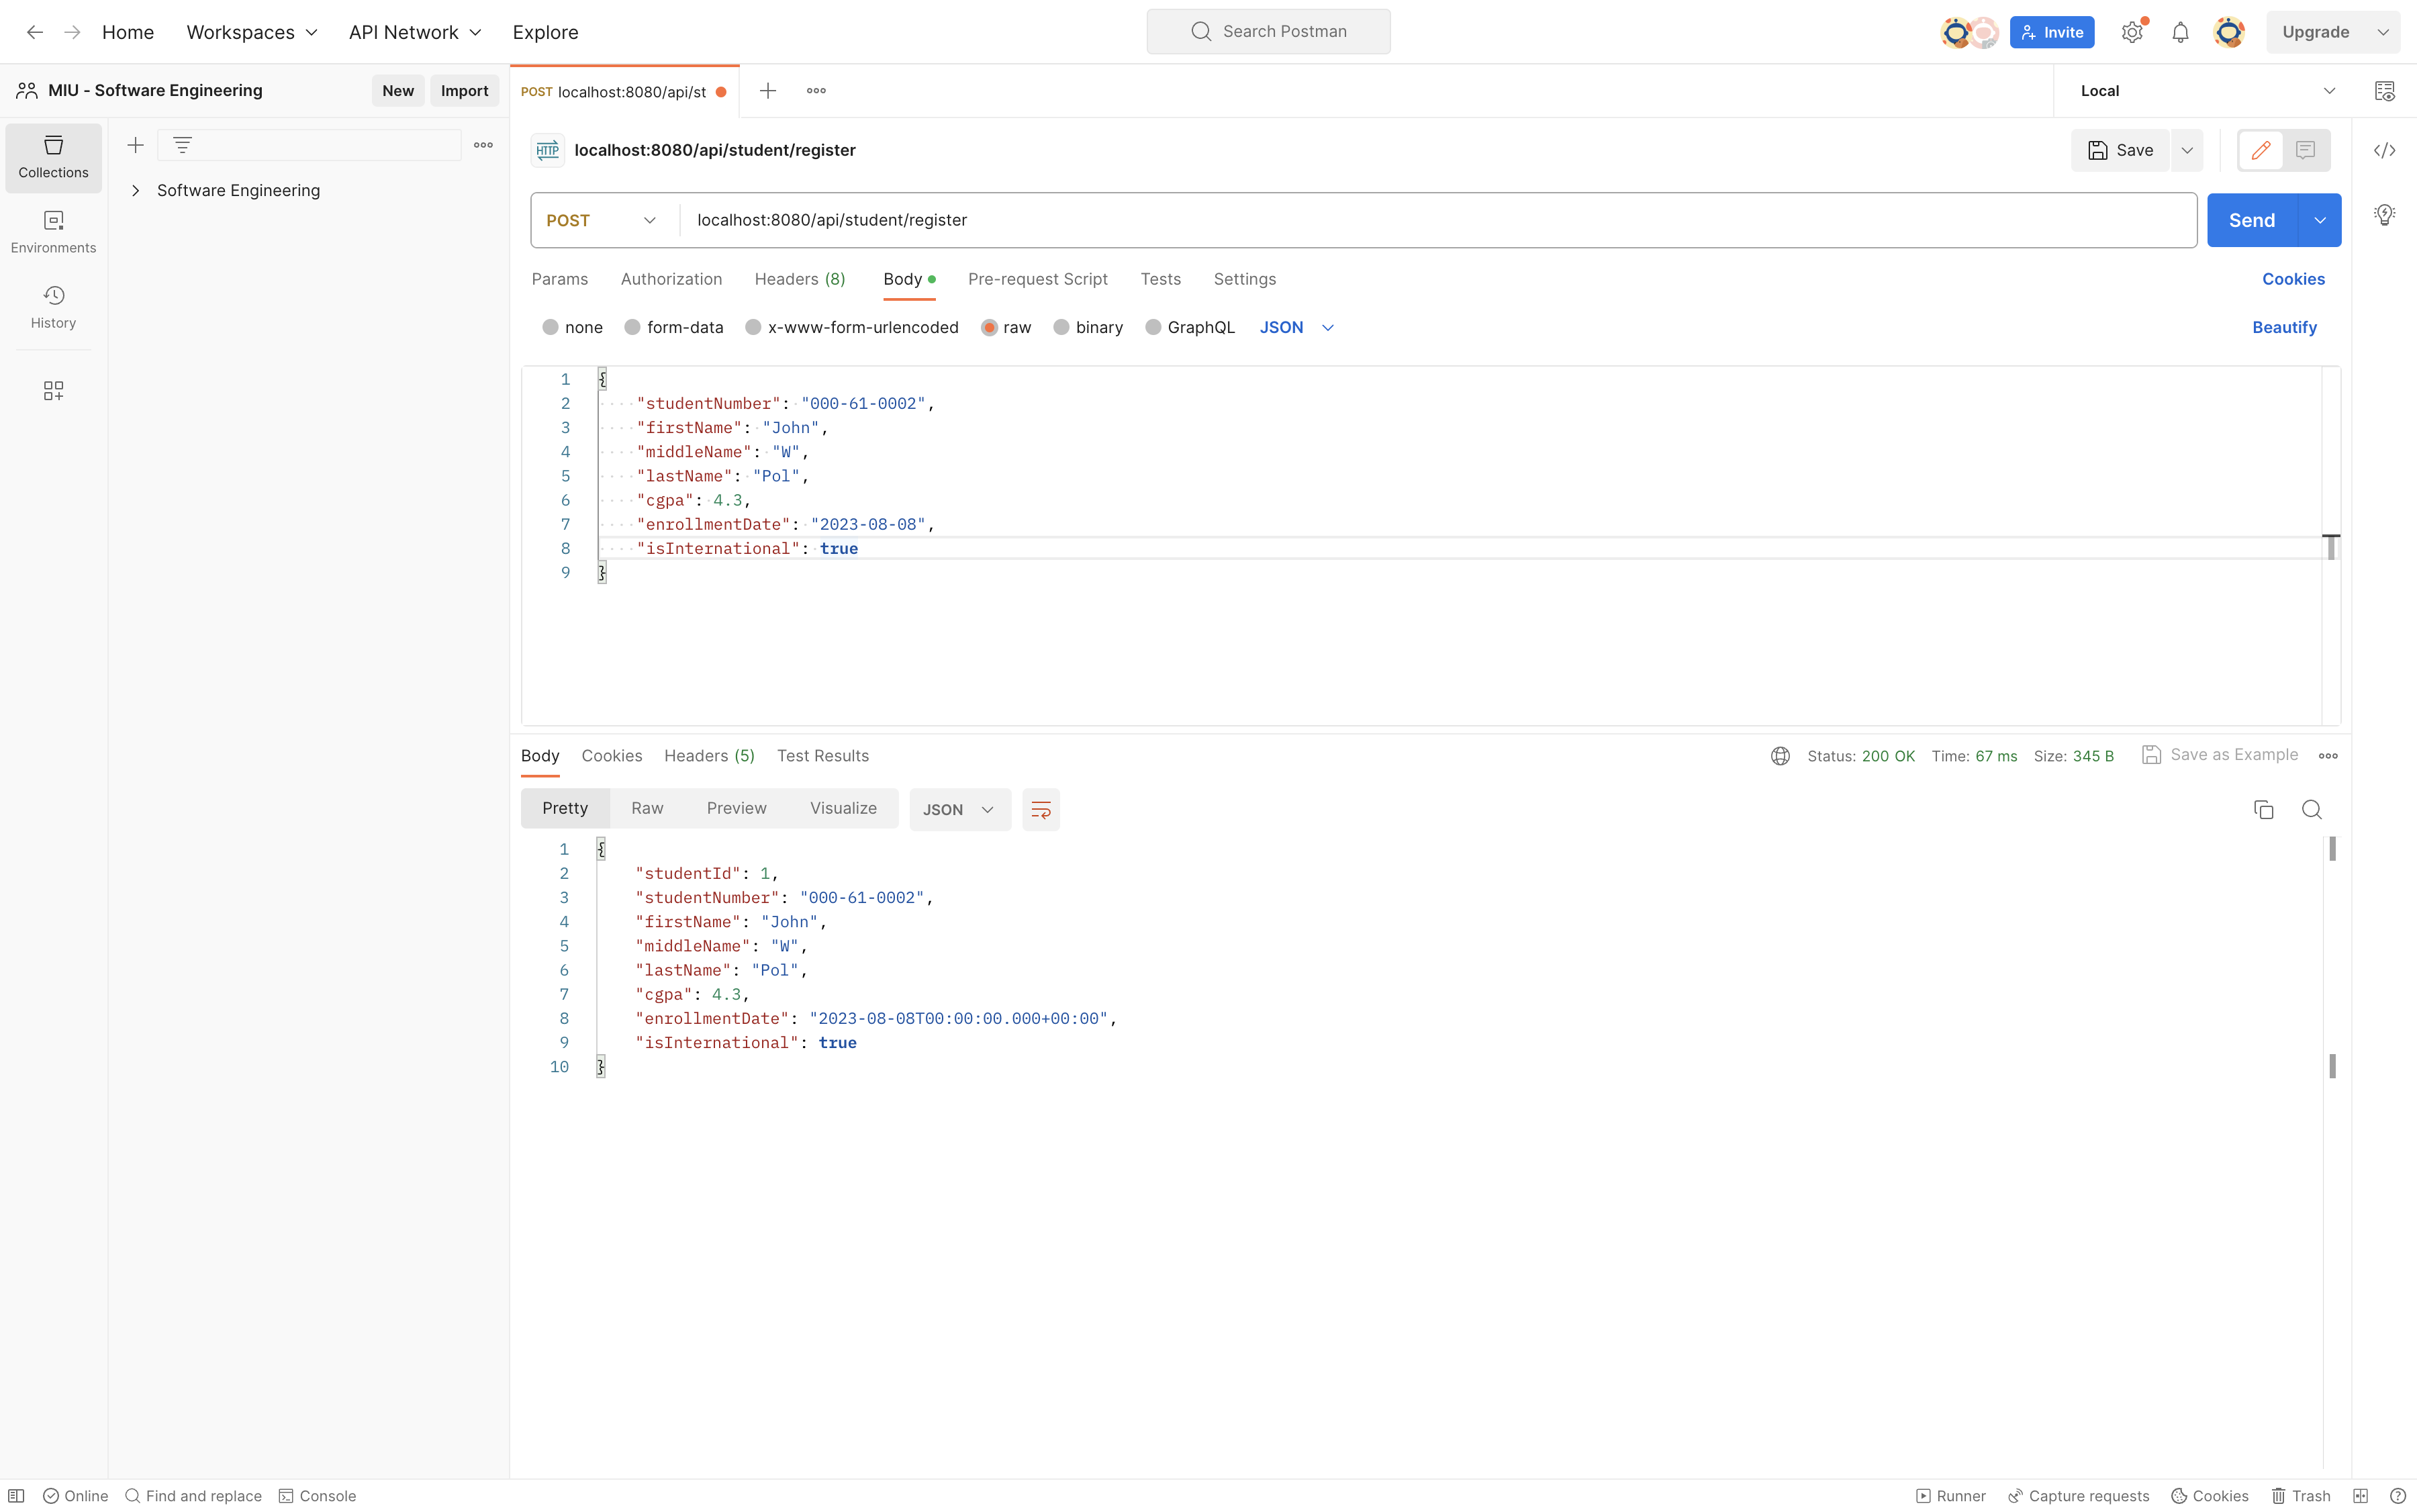 Home Workspaces API Network Explore Search Postman Invite Upgrade
MIU - Software Engineering New Import POST localhost:8080/api/st Local
Collections
Environments
History
Software Engineering
HTTP localhost:8080/api/student/register Save
POST localhost:8080/api/student/register Send
Params Authorization Headers (8) Body Pre-request Script Tests Settings Cookies
none form-data x-www-form-urlencoded raw binary GraphQL JSON Beautify
1 {
2 "studentNumber": "000-61-0002",
3 "firstName": "John",
4 "middleName": "W",
5 "lastName": "Pol",
6 "cgpa": 4.3,
7 "enrollmentDate": "2023-08-08",
8 "isInternational": true
9 }
Body Cookies Headers (5) Test Results Status: 200 OK Time: 67 ms Size: 345 B Save as Example
Pretty Raw Preview Visualize JSON
1 {
2 "studentId": 1,
3 "studentNumber": "000-61-0002",
4 "firstName": "John",
5 "middleName": "W",
6 "lastName": "Pol",
7 "cgpa": 4.3,
8 "enrollmentDate": "2023-08-08T00:00:00.000+00:00",
9 "isInternational": true
10 }
Online Find and replace Console Runner Capture requests Cookies Trash